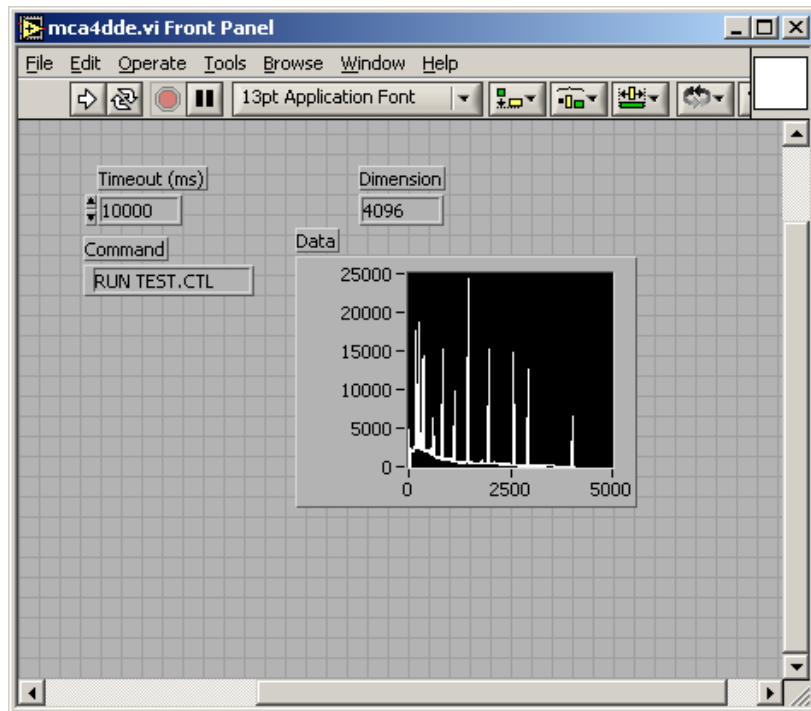 mca4dde.vi Front Panel
File Edit Operate Tools Browse Window Help
13pt Application Font
Timeout (ms)
10000
Dimension
4096
Command
RUN TEST.CTL
Data
25000
20000
15000
10000
5000
0
0 2500 5000